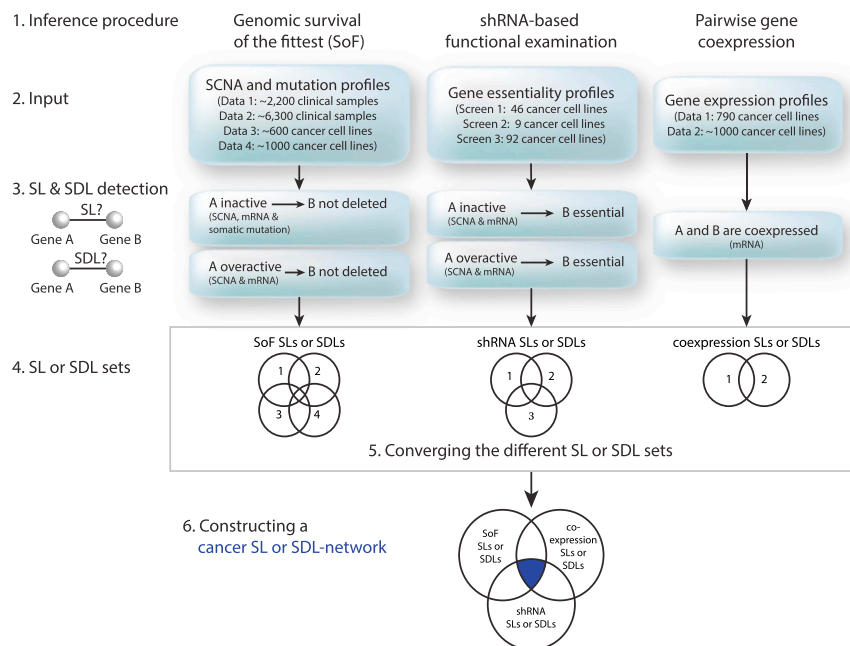 1. Inference procedure
Genomic survival
of the fittest (SoF)
shRNA-based
functional examination
Pairwise gene
coexpression
2. Input
SCNA and mutation profiles
(Data 1: ~2,200 clinical samples
Data 2: ~6,300 clinical samples
Data 3: ~600 cancer cell lines
Data 4: ~1000 cancer cell lines)
Gene essentiality profiles
(Screen 1: 46 cancer cell lines
Screen 2: 9 cancer cell lines
Screen 3: 92 cancer cell lines)
Gene expression profiles
(Data 1: 790 cancer cell lines
Data 2: ~1000 cancer cell lines)
3. SL & SDL detection
SL?
Gene A Gene B
SDL?
Gene A Gene B
A inactive B not deleted
(SCNA, mRNA &
somatic mutation)
A overactive B not deleted
(SCNA & mRNA)
A inactive B essential
(SCNA & mRNA)
A overactive B essential
(SCNA & mRNA)
A and B are coexpressed
(mRNA)
4. SL or SDL sets
SoF SLs or SDLs
1 2
3 4
shRNA SLs or SDLs
1 2
3
coexpression SLs or SDLs
1 2
5. Converging the different SL or SDL sets
6. Constructing a
cancer SL or SDL-network
SoF
SLs or
SDLs
co-
expression
SLs or
SDLs
shRNA
SLs or SDLs